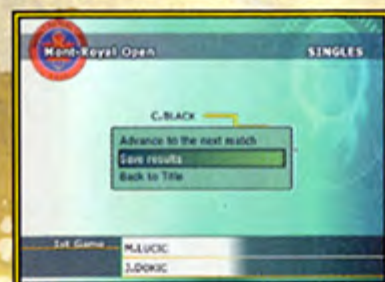 Mont-Royal Open SINGLES
C.BLACK
Advance to the next match
Save results
Back to Title
1st Game M.LUCIC
J.DOKIC